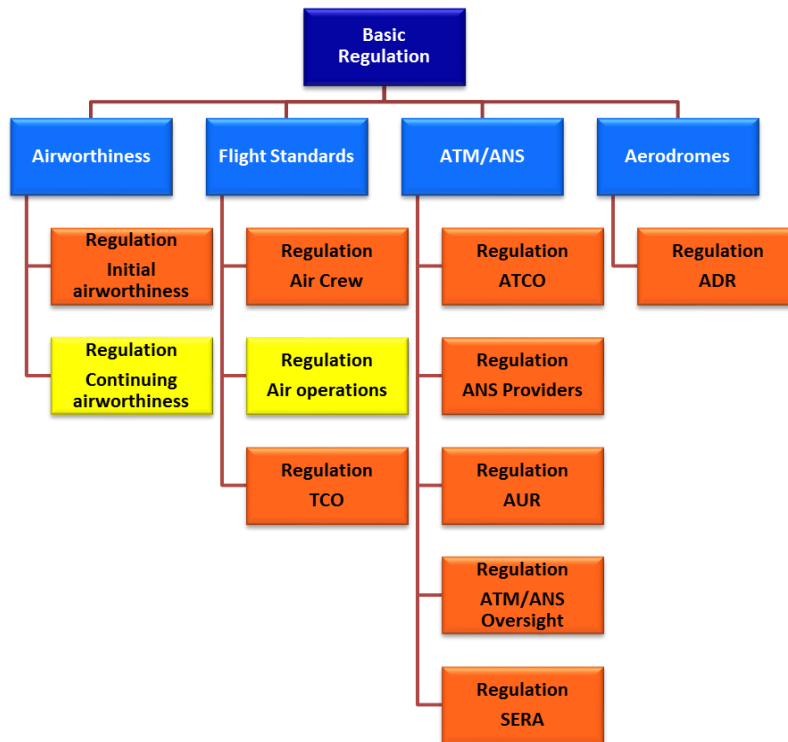 Basic
Regulation
Airworthiness
Flight Standards
ATM/ANS
Aerodromes
Regulation
Initial
airworthiness
Regulation
Continuing
airworthiness
Regulation
Air Crew
Regulation
Air operations
Regulation
TCO
Regulation
ATCO
Regulation
ANS Providers
Regulation
AUR
Regulation
ATM/ANS
Oversight
Regulation
SERA
Regulation
ADR